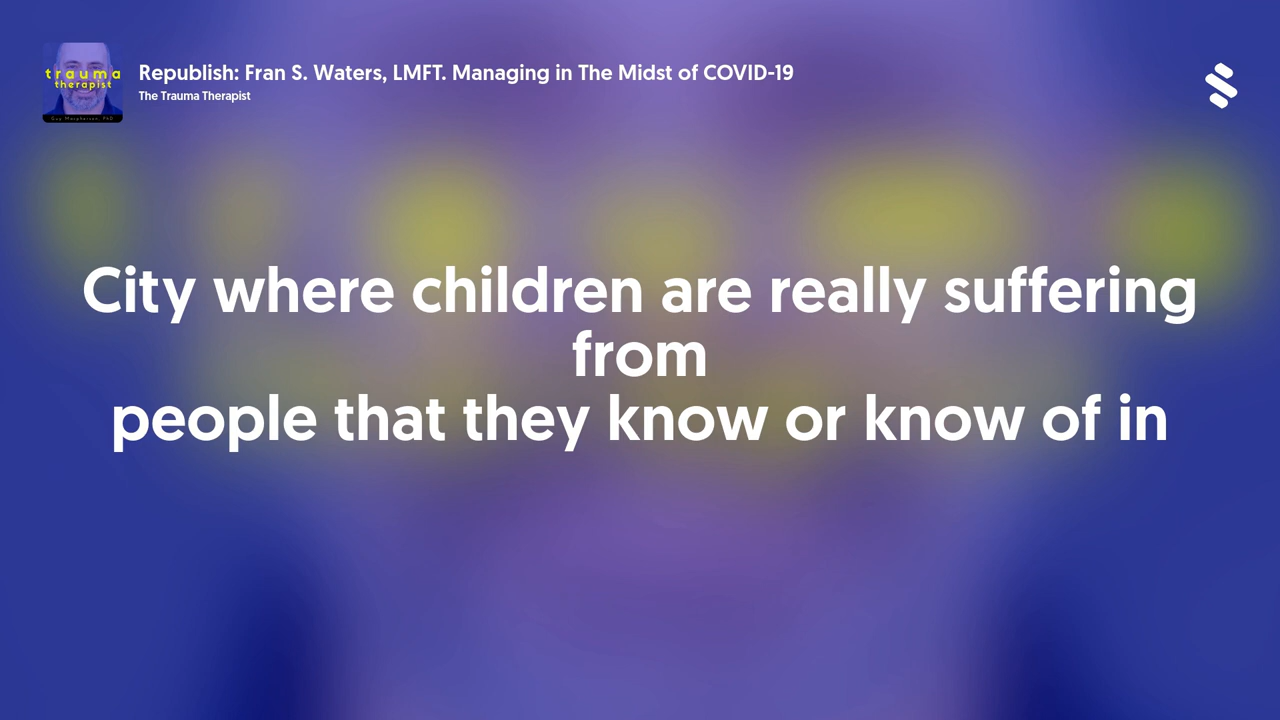 trauma
therapist
Guy Macpherson, PhD
Republish: Fran S. Waters, LMFT. Managing in The Midst of COVID-19
The Trauma Therapist
City where children are really suffering
from
people that they know or know of in